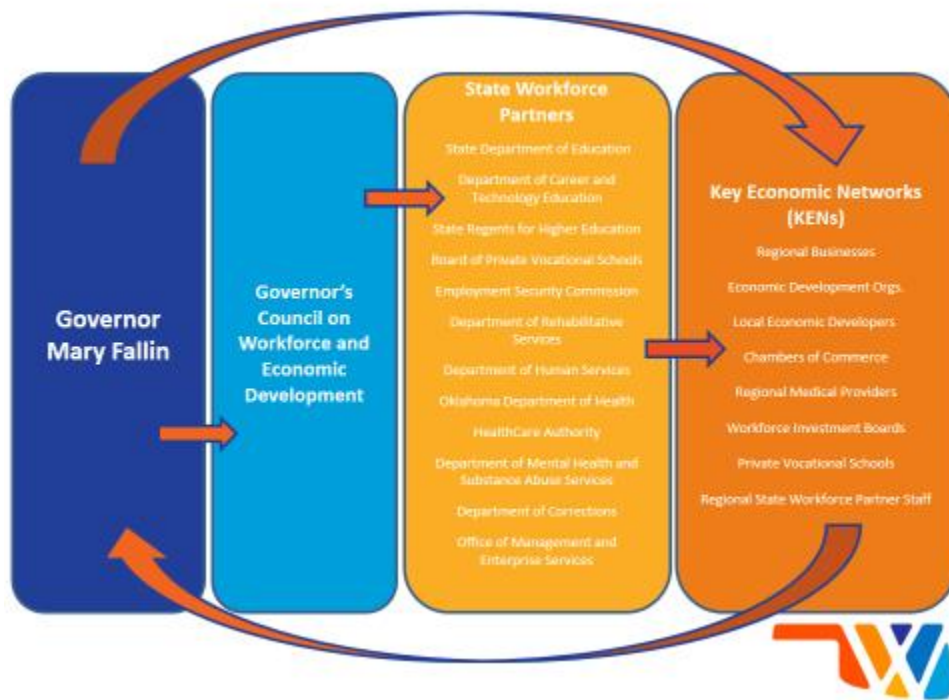 Governor
Mary Fallin
Governor's
Council on
Workforce and
Economic
Development
State Workforce
Partners
State Department of Education
Department of Career and
Technology Education
State Regents for Higher Education
Board of Private Vocational Schools
Employment Security Commission
Department of Rehabilitative
Services
Department of Human Services
Oklahoma Department of Health
HealthCare Authority
Department of Mental Health and
Substance Abuse Services
Department of Corrections
Office of Management and
Enterprise Services
Key Economic Networks
(KENs)
Regional Businesses
Economic Development Orgs.
Local Economic Developers
Chambers of Commerce
Regional Medical Providers
Workforce Investment Boards
Private Vocational Schools
Regional State Workforce Partner Staff